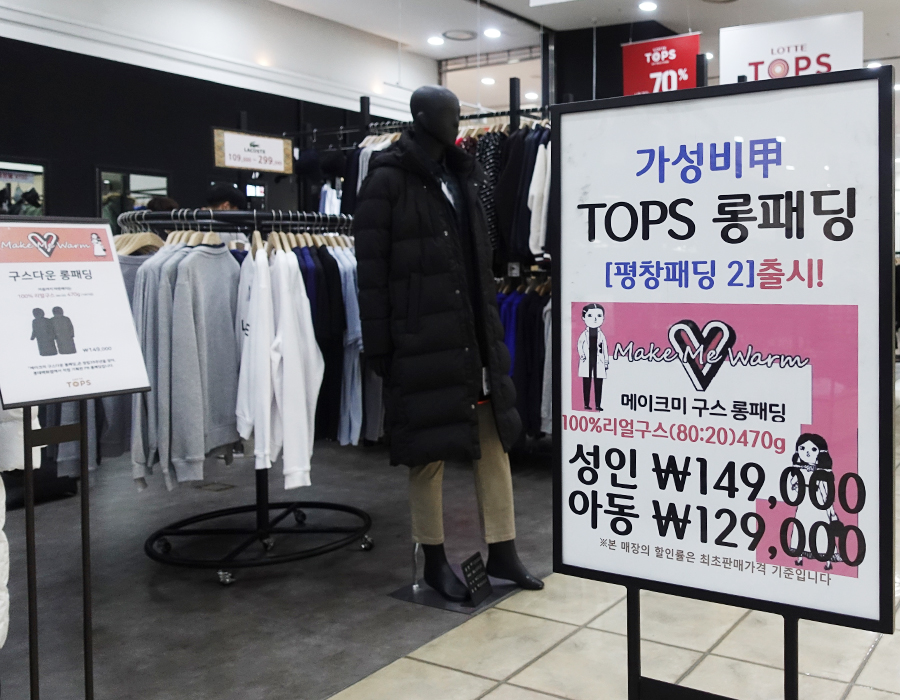 LOTTE
TOPS
70%
LOTTE
TOPS
LACOSTE
가성비甲
TOPS 롱패딩
[평창패딩 2]출시!
Make Me Warm
메이크미 구스 롱패딩
100%리얼구스(80:20)470g
성인 ₩149,000
아동 ₩129,000
※본 매장의 할인률은 최초판매가격 기준입니다
Make Me Warm
구스다운 롱패딩
TOPS